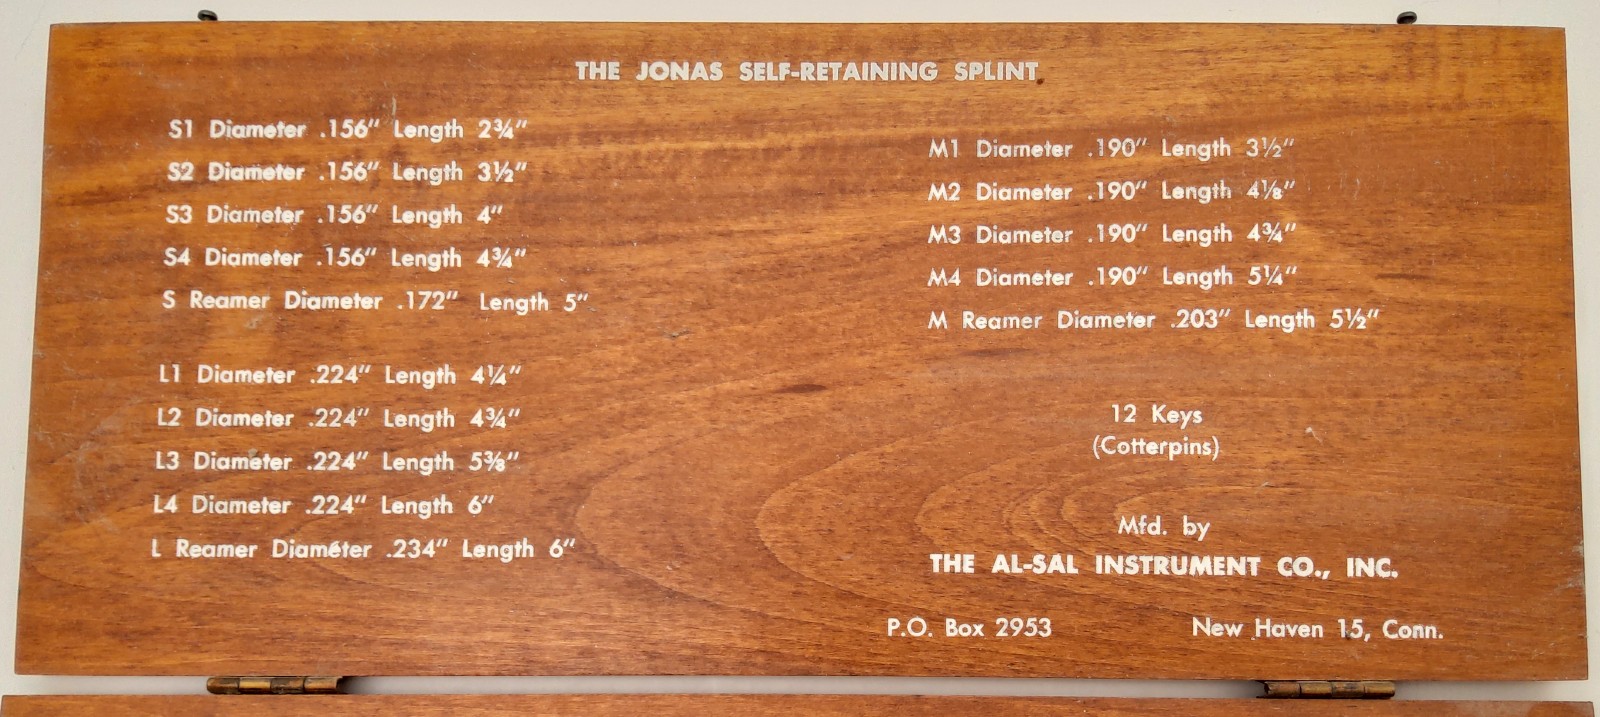 THE JONAS SELF-RETAINING SPLINT
S1 Diameter .156" Length 2¾"
S2 Diameter .156" Length 3½"
S3 Diameter .156" Length 4"
S4 Diameter .156" Length 4¾"
S Reamer Diameter .172" Length 5"
M1 Diameter .190" Length 3½"
M2 Diameter .190" Length 4⅛"
M3 Diameter .190" Length 4¾"
M4 Diameter .190" Length 5¼"
M Reamer Diameter .203" Length 5½"
L1 Diameter .224" Length 4¼"
L2 Diameter .224" Length 4¾"
L3 Diameter .224" Length 5⅜"
L4 Diameter .224" Length 6"
L Reamer Diameter .234" Length 6"
12 Keys
(Cotterpins)
Mfd. by
THE AL-SAL INSTRUMENT CO., INC.
P.O. Box 2953 New Haven 15, Conn.